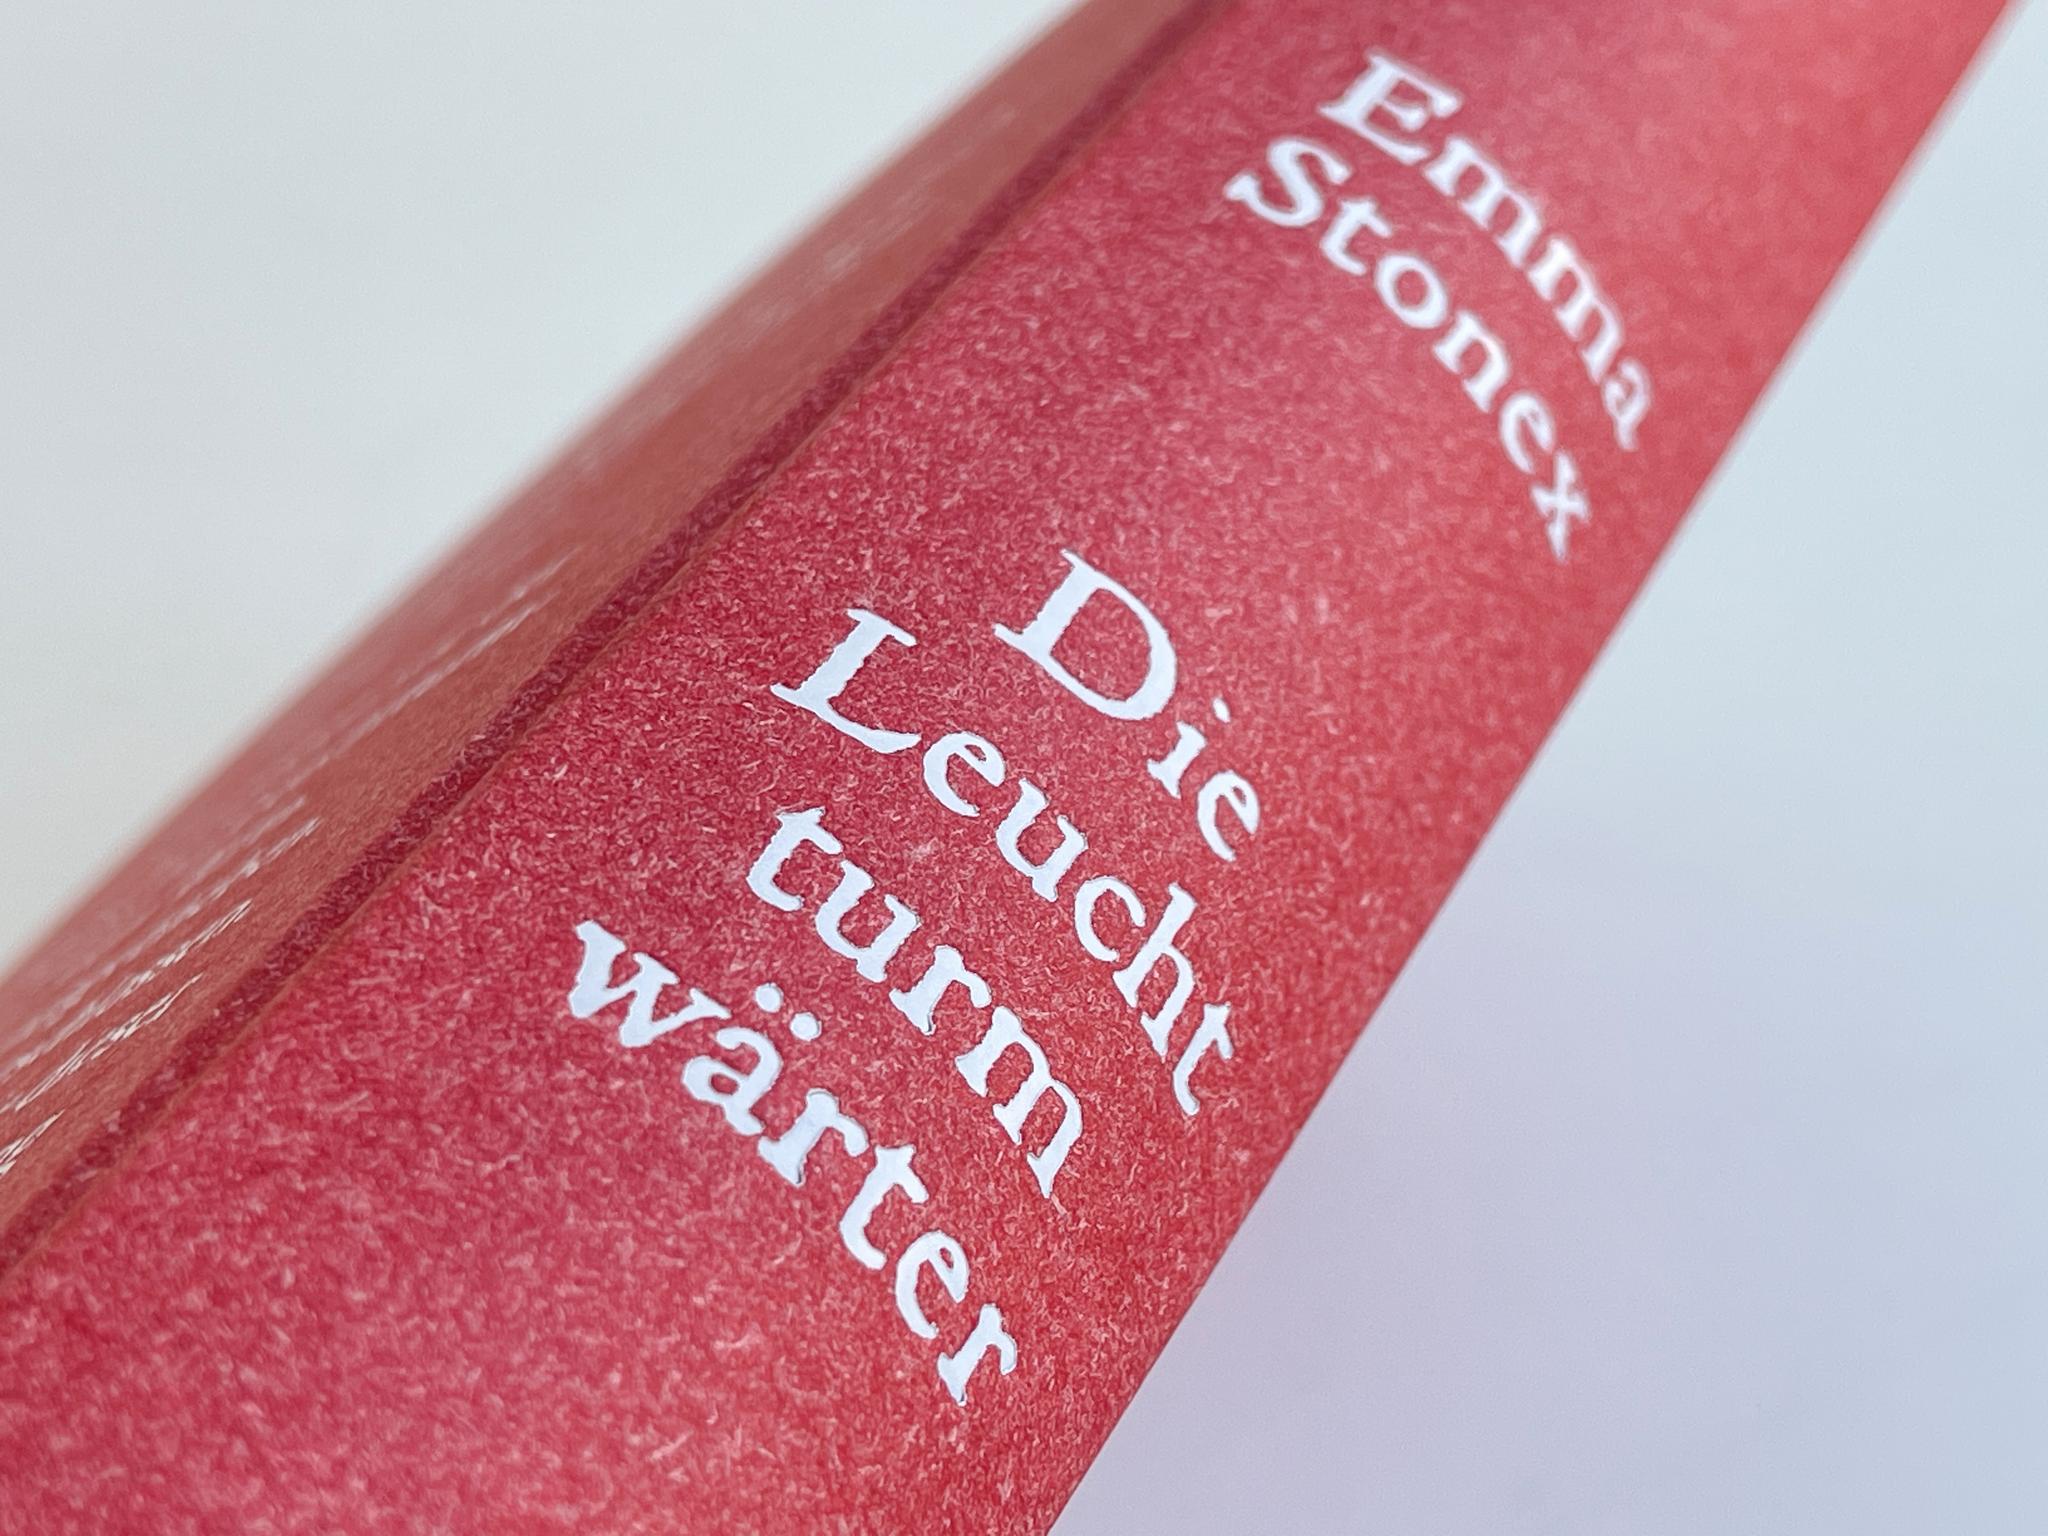 Emma
Stonex
Die
Leucht
turm
wärter